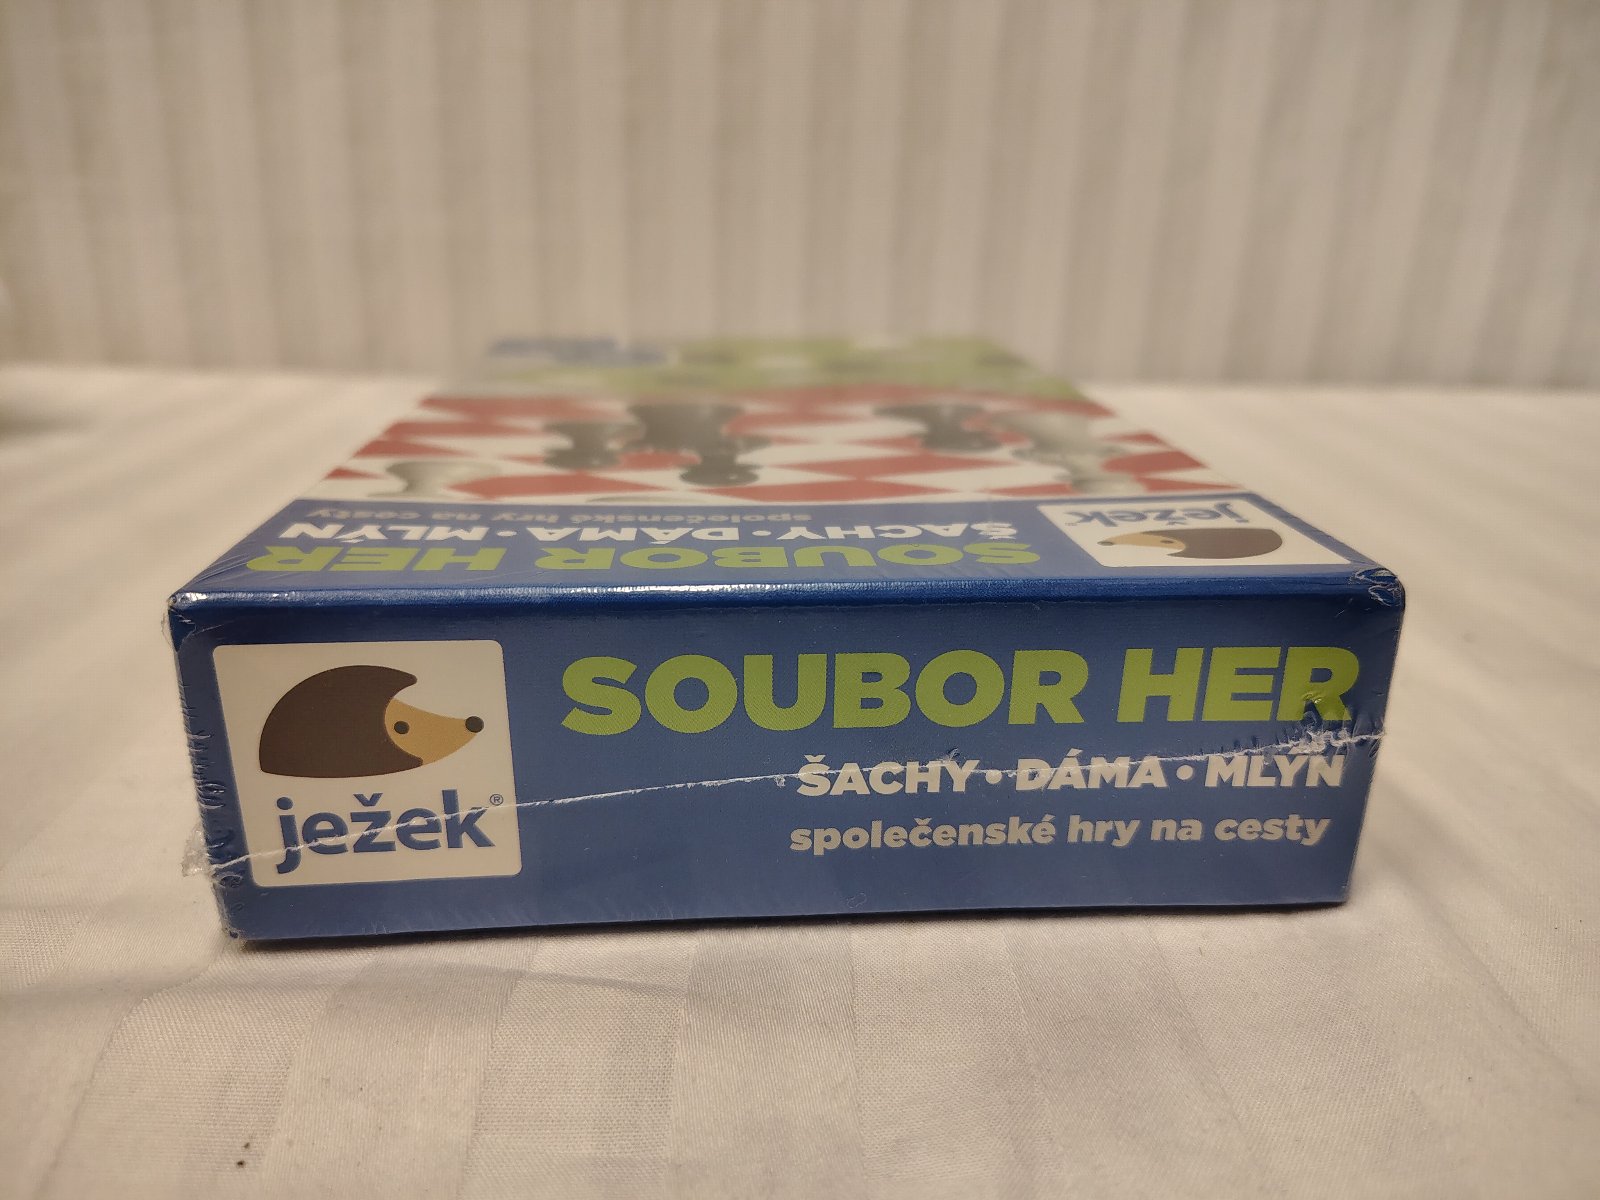 společenské hry na cesty
ŠACHY • DÁMA • MLÝN
SOUBOR HER
ježek
SOUBOR HER
ŠACHY • DÁMA • MLÝN
společenské hry na cesty
ježek®